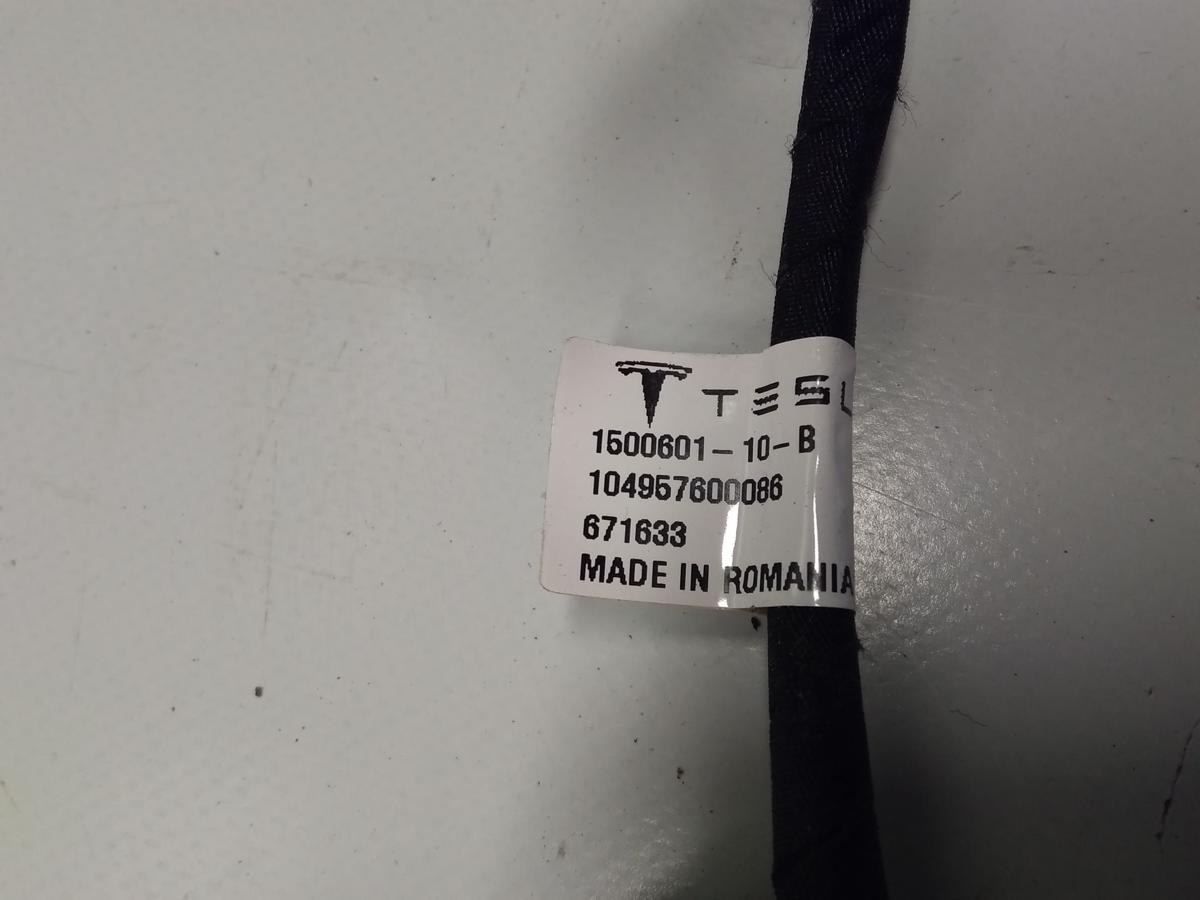 TESL
1500601-10-B
104957600086
671633
MADE IN ROMANIA